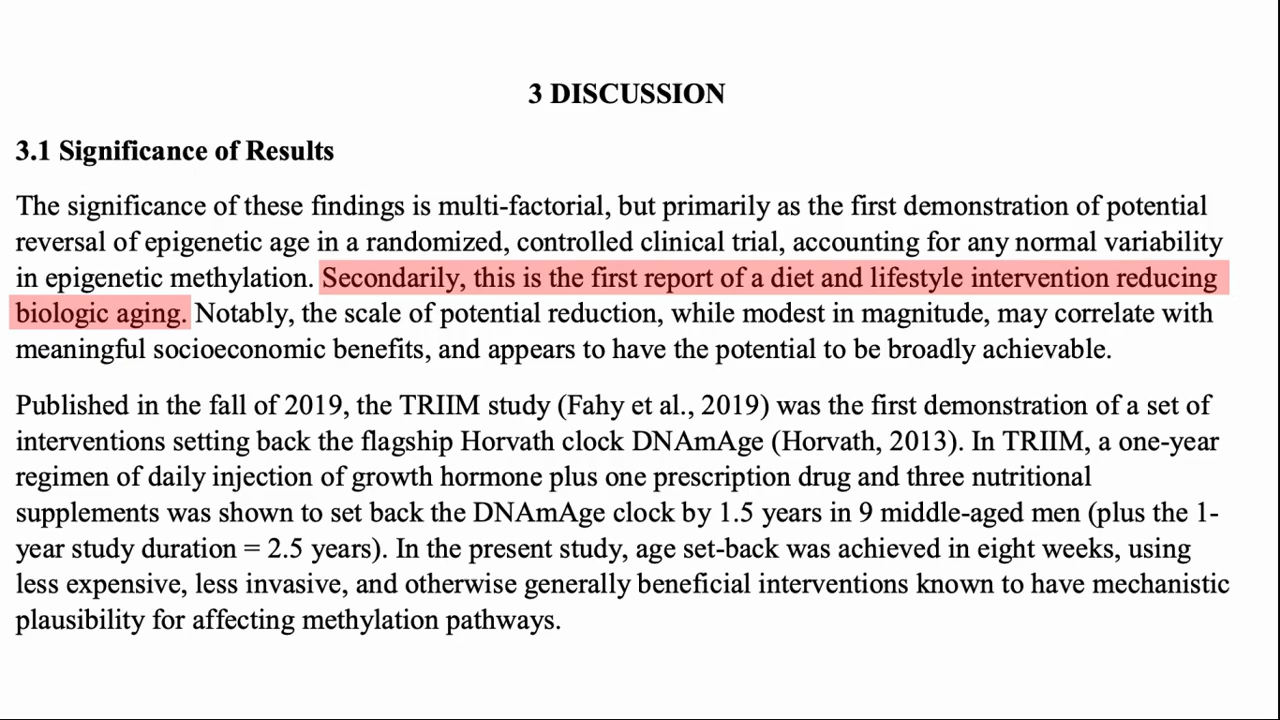 3 DISCUSSION
3.1 Significance of Results
The significance of these findings is multi-factorial, but primarily as the first demonstration of potential
reversal of epigenetic age in a randomized, controlled clinical trial, accounting for any normal variability
in epigenetic methylation. Secondarily, this is the first report of a diet and lifestyle intervention reducing
biologic aging. Notably, the scale of potential reduction, while modest in magnitude, may correlate with
meaningful socioeconomic benefits, and appears to have the potential to be broadly achievable.
Published in the fall of 2019, the TRIIM study (Fahy et al., 2019) was the first demonstration of a set of
interventions setting back the flagship Horvath clock DNAmAge (Horvath, 2013). In TRIIM, a one-year
regimen of daily injection of growth hormone plus one prescription drug and three nutritional
supplements was shown to set back the DNAmAge clock by 1.5 years in 9 middle-aged men (plus the 1-
year study duration = 2.5 years). In the present study, age set-back was achieved in eight weeks, using
less expensive, less invasive, and otherwise generally beneficial interventions known to have mechanistic
plausibility for affecting methylation pathways.